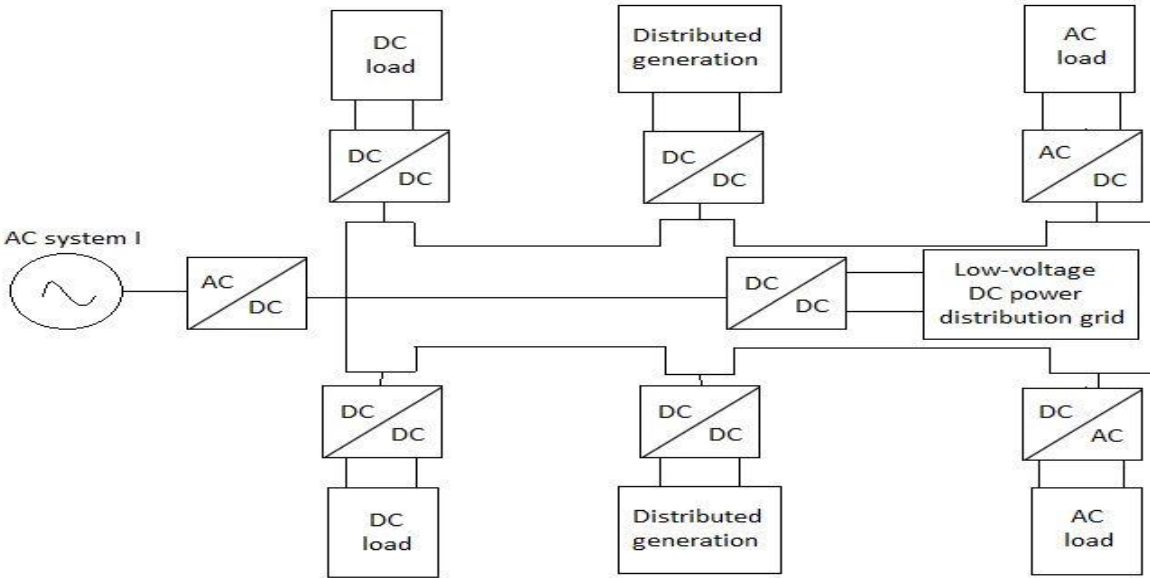 DC
load
Distributed
generation
AC
load
DC
DC
DC
DC
AC
DC
AC system I
AC
DC
DC
DC
Low-voltage
DC power
distribution grid
DC
DC
DC
DC
DC
AC
DC
load
Distributed
generation
AC
load